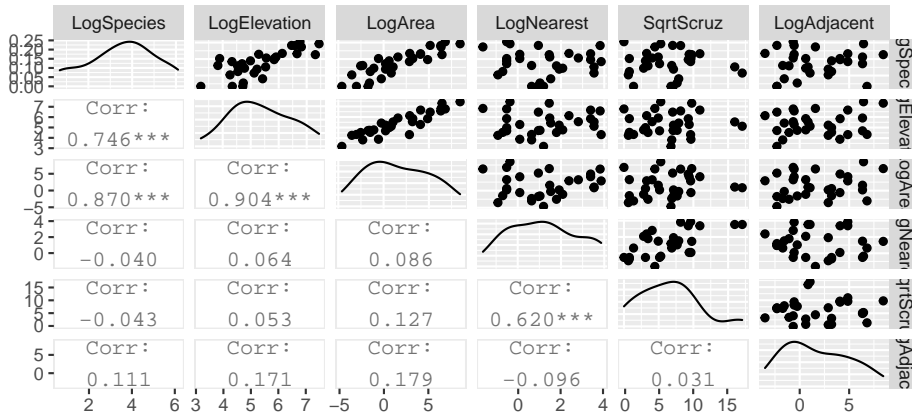 LogSpecies LogElevation LogArea LogNearest SqrtScruz LogAdjacent
0.25
0.20
0.15
0.10
0.05
0.00
7
6
5
4
3
Corr:
0.746***
5
0
−5
Corr: Corr:
0.870*** 0.904***
4
2
0
Corr: Corr: Corr:
−0.040 0.064 0.086
15
10
5
0
Corr: Corr: Corr: Corr:
−0.043 0.053 0.127 0.620***
5
0
Corr: Corr: Corr: Corr: Corr:
0.111 0.171 0.179 −0.096 0.031
2 4 6 3 4 5 6 7 −5 0 5 0 1 2 3 4 0 5 10 15 0 5